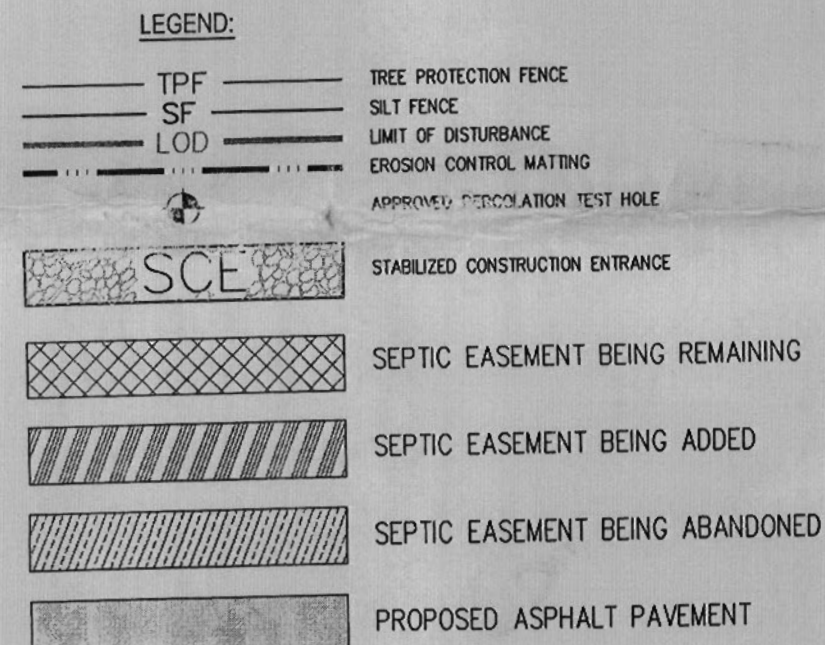 LEGEND:
TPF TREE PROTECTION FENCE
SF SILT FENCE
LOD LIMIT OF DISTURBANCE
EROSION CONTROL MATTING
APPROVED PERCOLATION TEST HOLE
SCE STABILIZED CONSTRUCTION ENTRANCE
SEPTIC EASEMENT BEING REMAINING
SEPTIC EASEMENT BEING ADDED
SEPTIC EASEMENT BEING ABANDONED
PROPOSED ASPHALT PAVEMENT